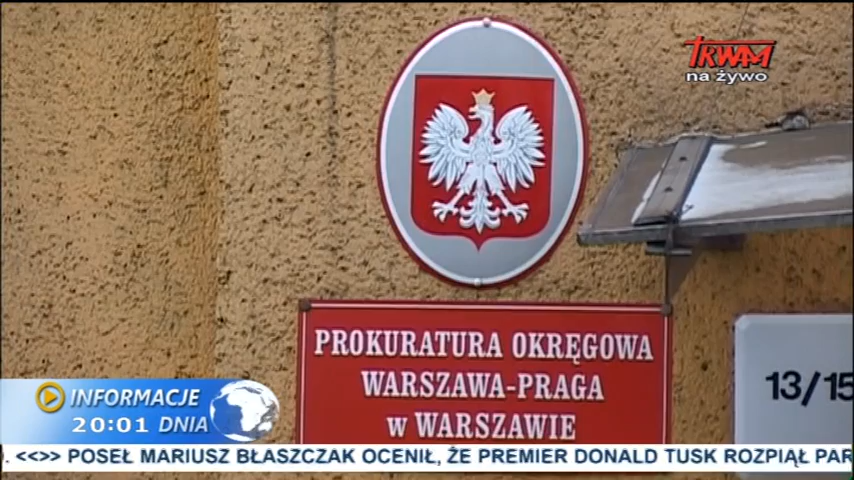 TRWAM
na żywo
PROKURATURA OKRĘGOWA
WARSZAWA-PRAGA
w WARSZAWIE
13/15
INFORMACJE
20:01 DNIA
. <<>> POSEŁ MARIUSZ BŁASZCZAK OCENIŁ, ŻE PREMIER DONALD TUSK ROZPIĄŁ PAR